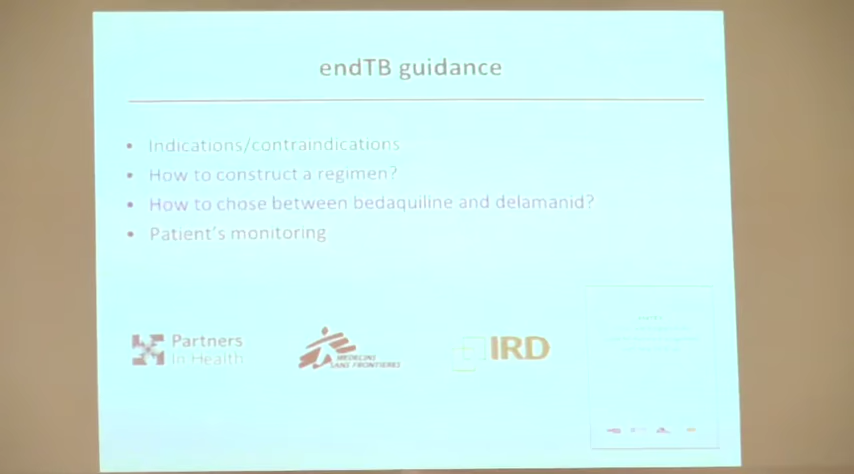 endTB guidance
• Indications/contraindications
• How to construct a regimen?
• How to chose between bedaquiline and delamanid?
• Patient's monitoring
Partners
In Health
MEDECINS
SANS FRONTIERES
IRD